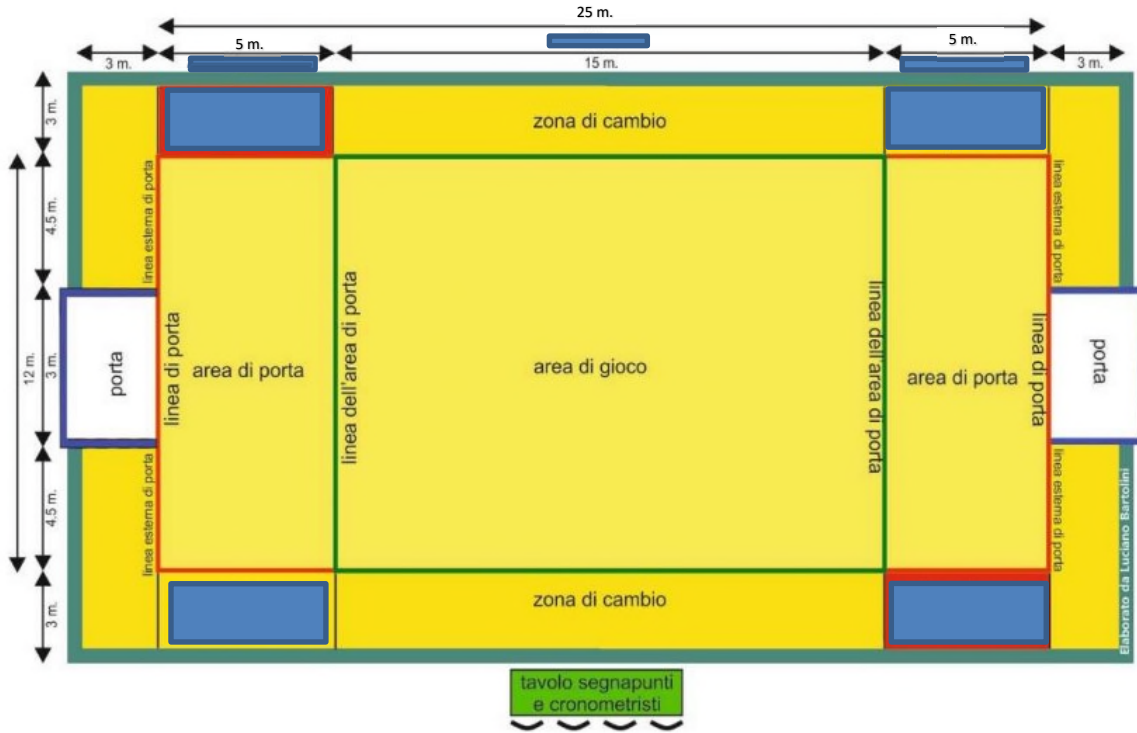 25 m.
5 m.
5 m.
3 m.
15 m.
3 m.
3 m.
zona di cambio
4.5 m.
linea esterna di porta
linea esterna di porta
12 m.
3 m.
porta
linea di porta
area di porta
linea dell'area di porta
area di gioco
linea dell'area di porta
area di porta
linea di porta
porta
4.5 m.
linea esterna di porta
linea esterna di porta
Elaborato da Luciano Bartolini
3 m.
zona di cambio
tavolo segnapunti
e cronometristi